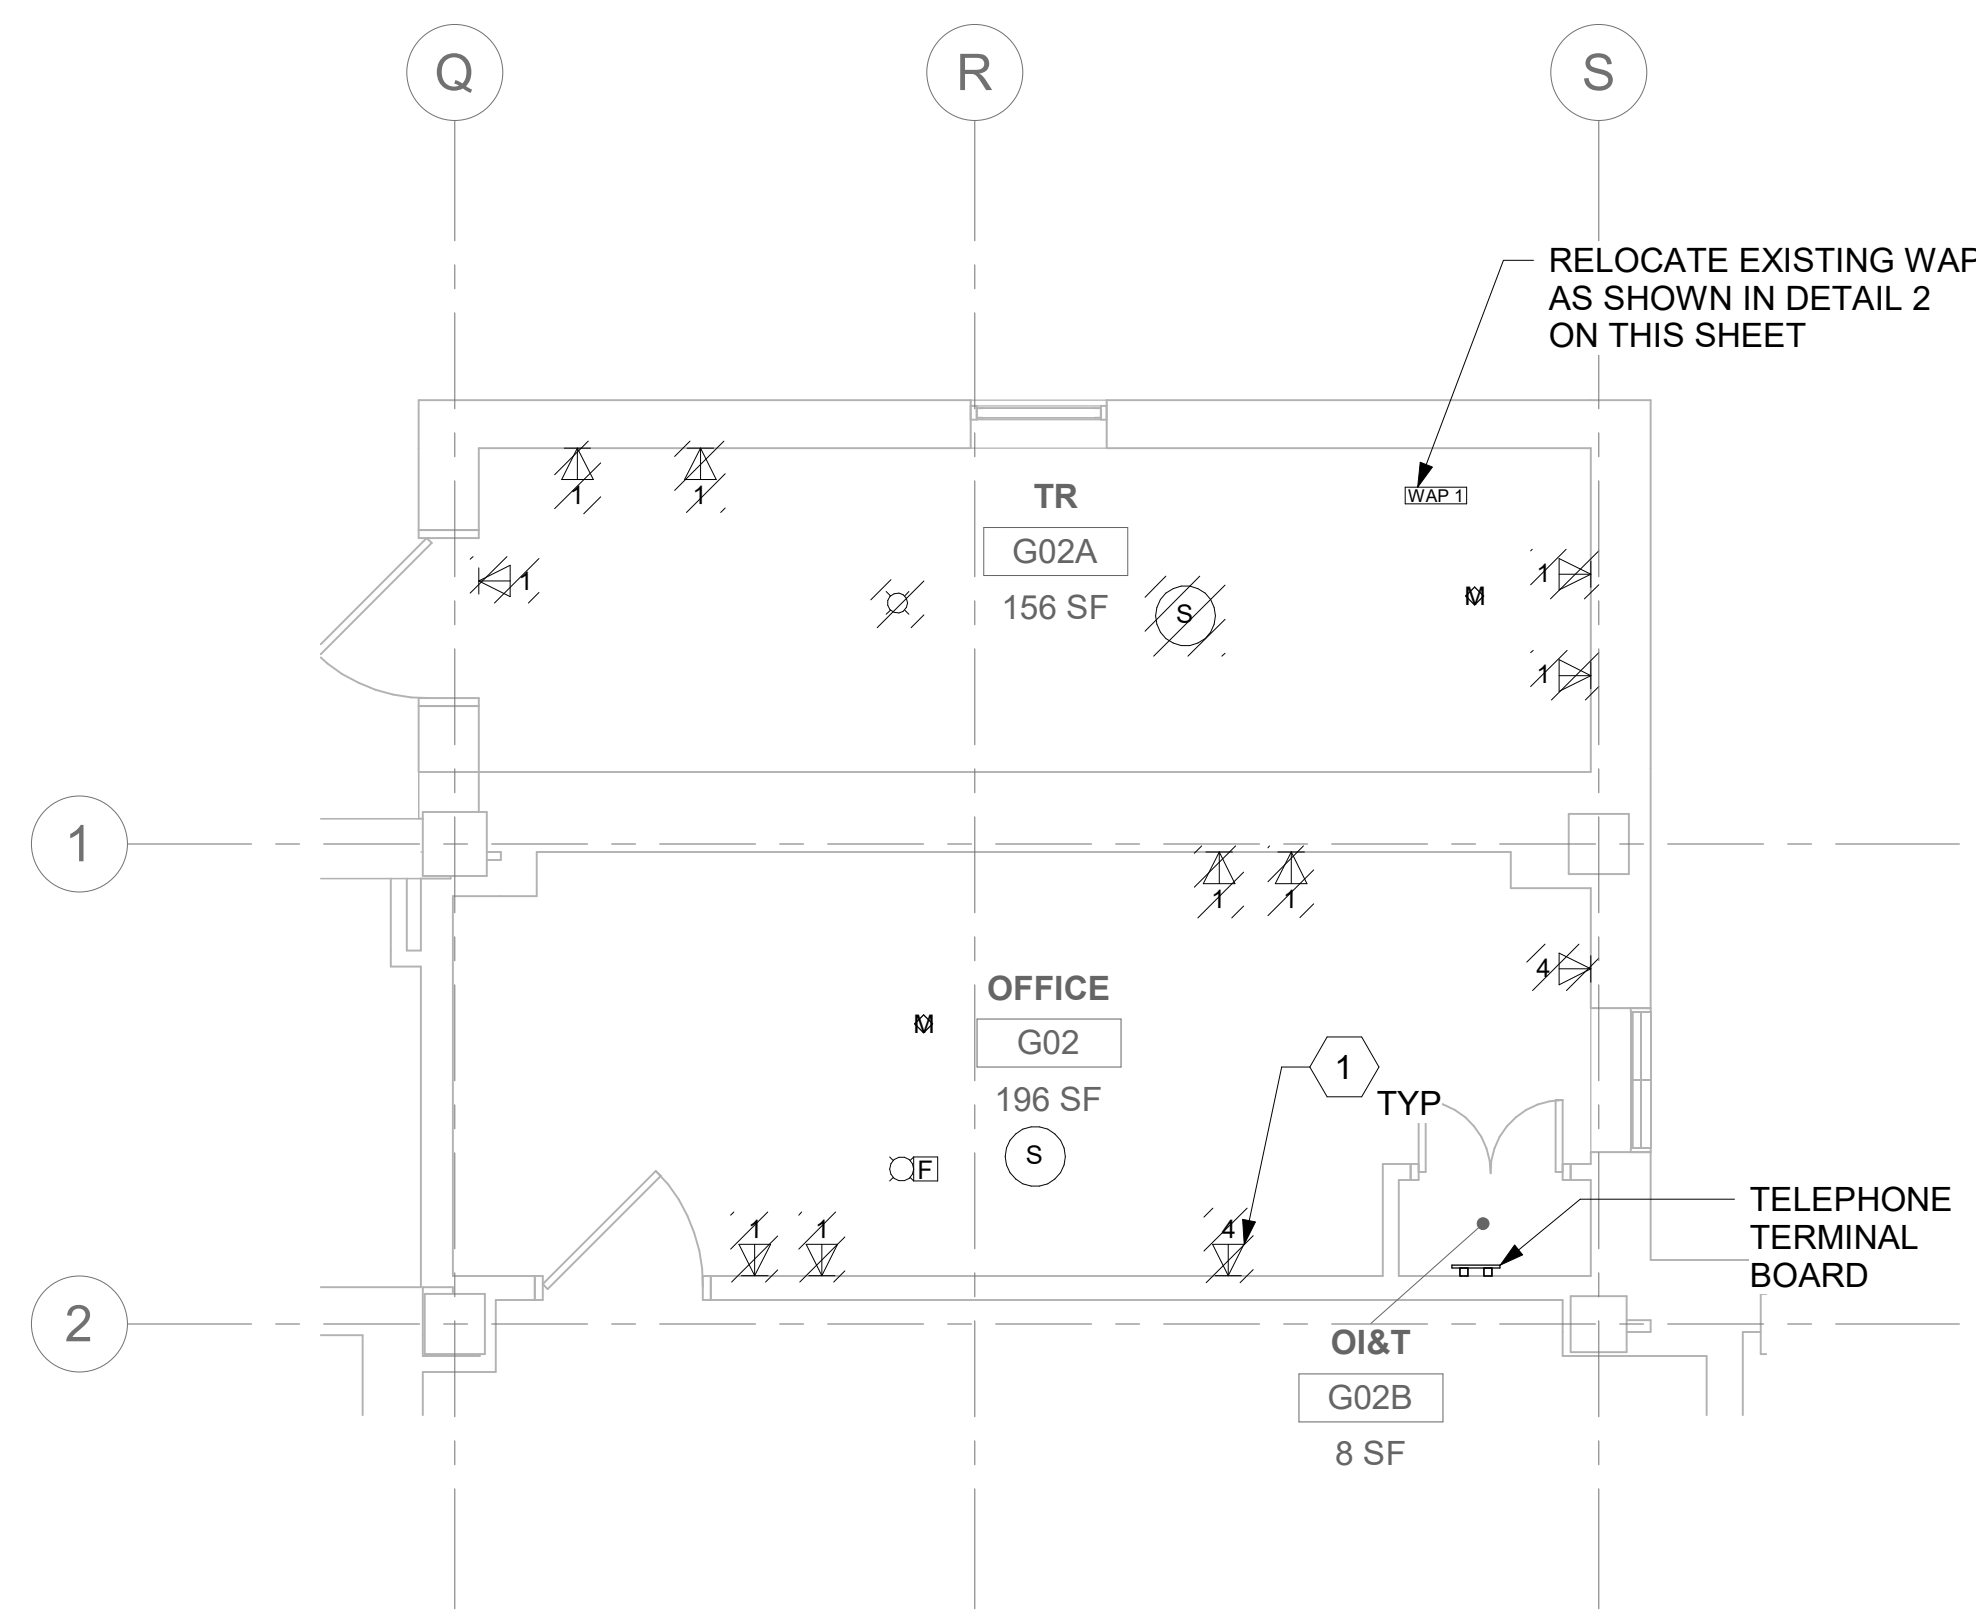 Q
R
S
RELOCATE EXISTING WAP
AS SHOWN IN DETAIL 2
ON THIS SHEET
1
1
TR
WAP 1
G02A
1
1
156 SF
S
M
1
1
1
1
1
OFFICE
4
M
G02
1
196 SF
TYP
S
F
1
1
4
TELEPHONE
TERMINAL
BOARD
2
OI&T
G02B
8 SF